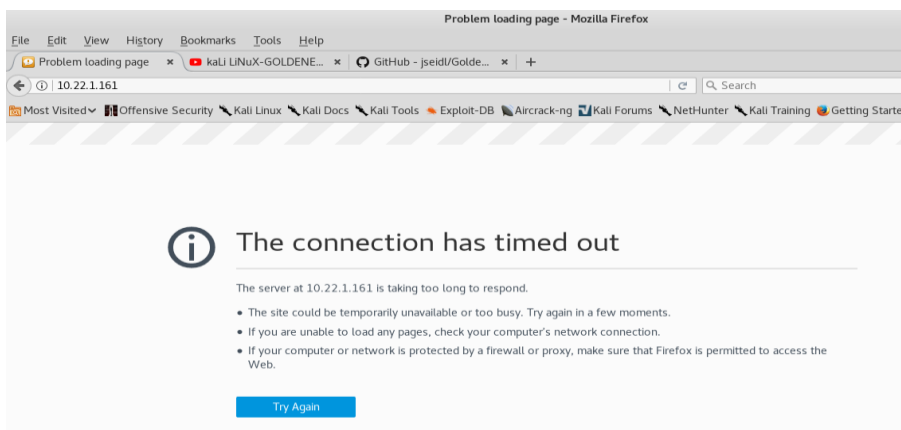 Problem loading page - Mozilla Firefox
File Edit View History Bookmarks Tools Help
Problem loading page × kaLi LiNuX-GOLDENE... × GitHub - jseidl/Golde... × +
10.22.1.161 Search
Most Visited Offensive Security Kali Linux Kali Docs Kali Tools Exploit-DB Aircrack-ng Kali Forums NetHunter Kali Training Getting Starte
The connection has timed out
The server at 10.22.1.161 is taking too long to respond.
• The site could be temporarily unavailable or too busy. Try again in a few moments.
• If you are unable to load any pages, check your computer's network connection.
• If your computer or network is protected by a firewall or proxy, make sure that Firefox is permitted to access the
Web.
Try Again